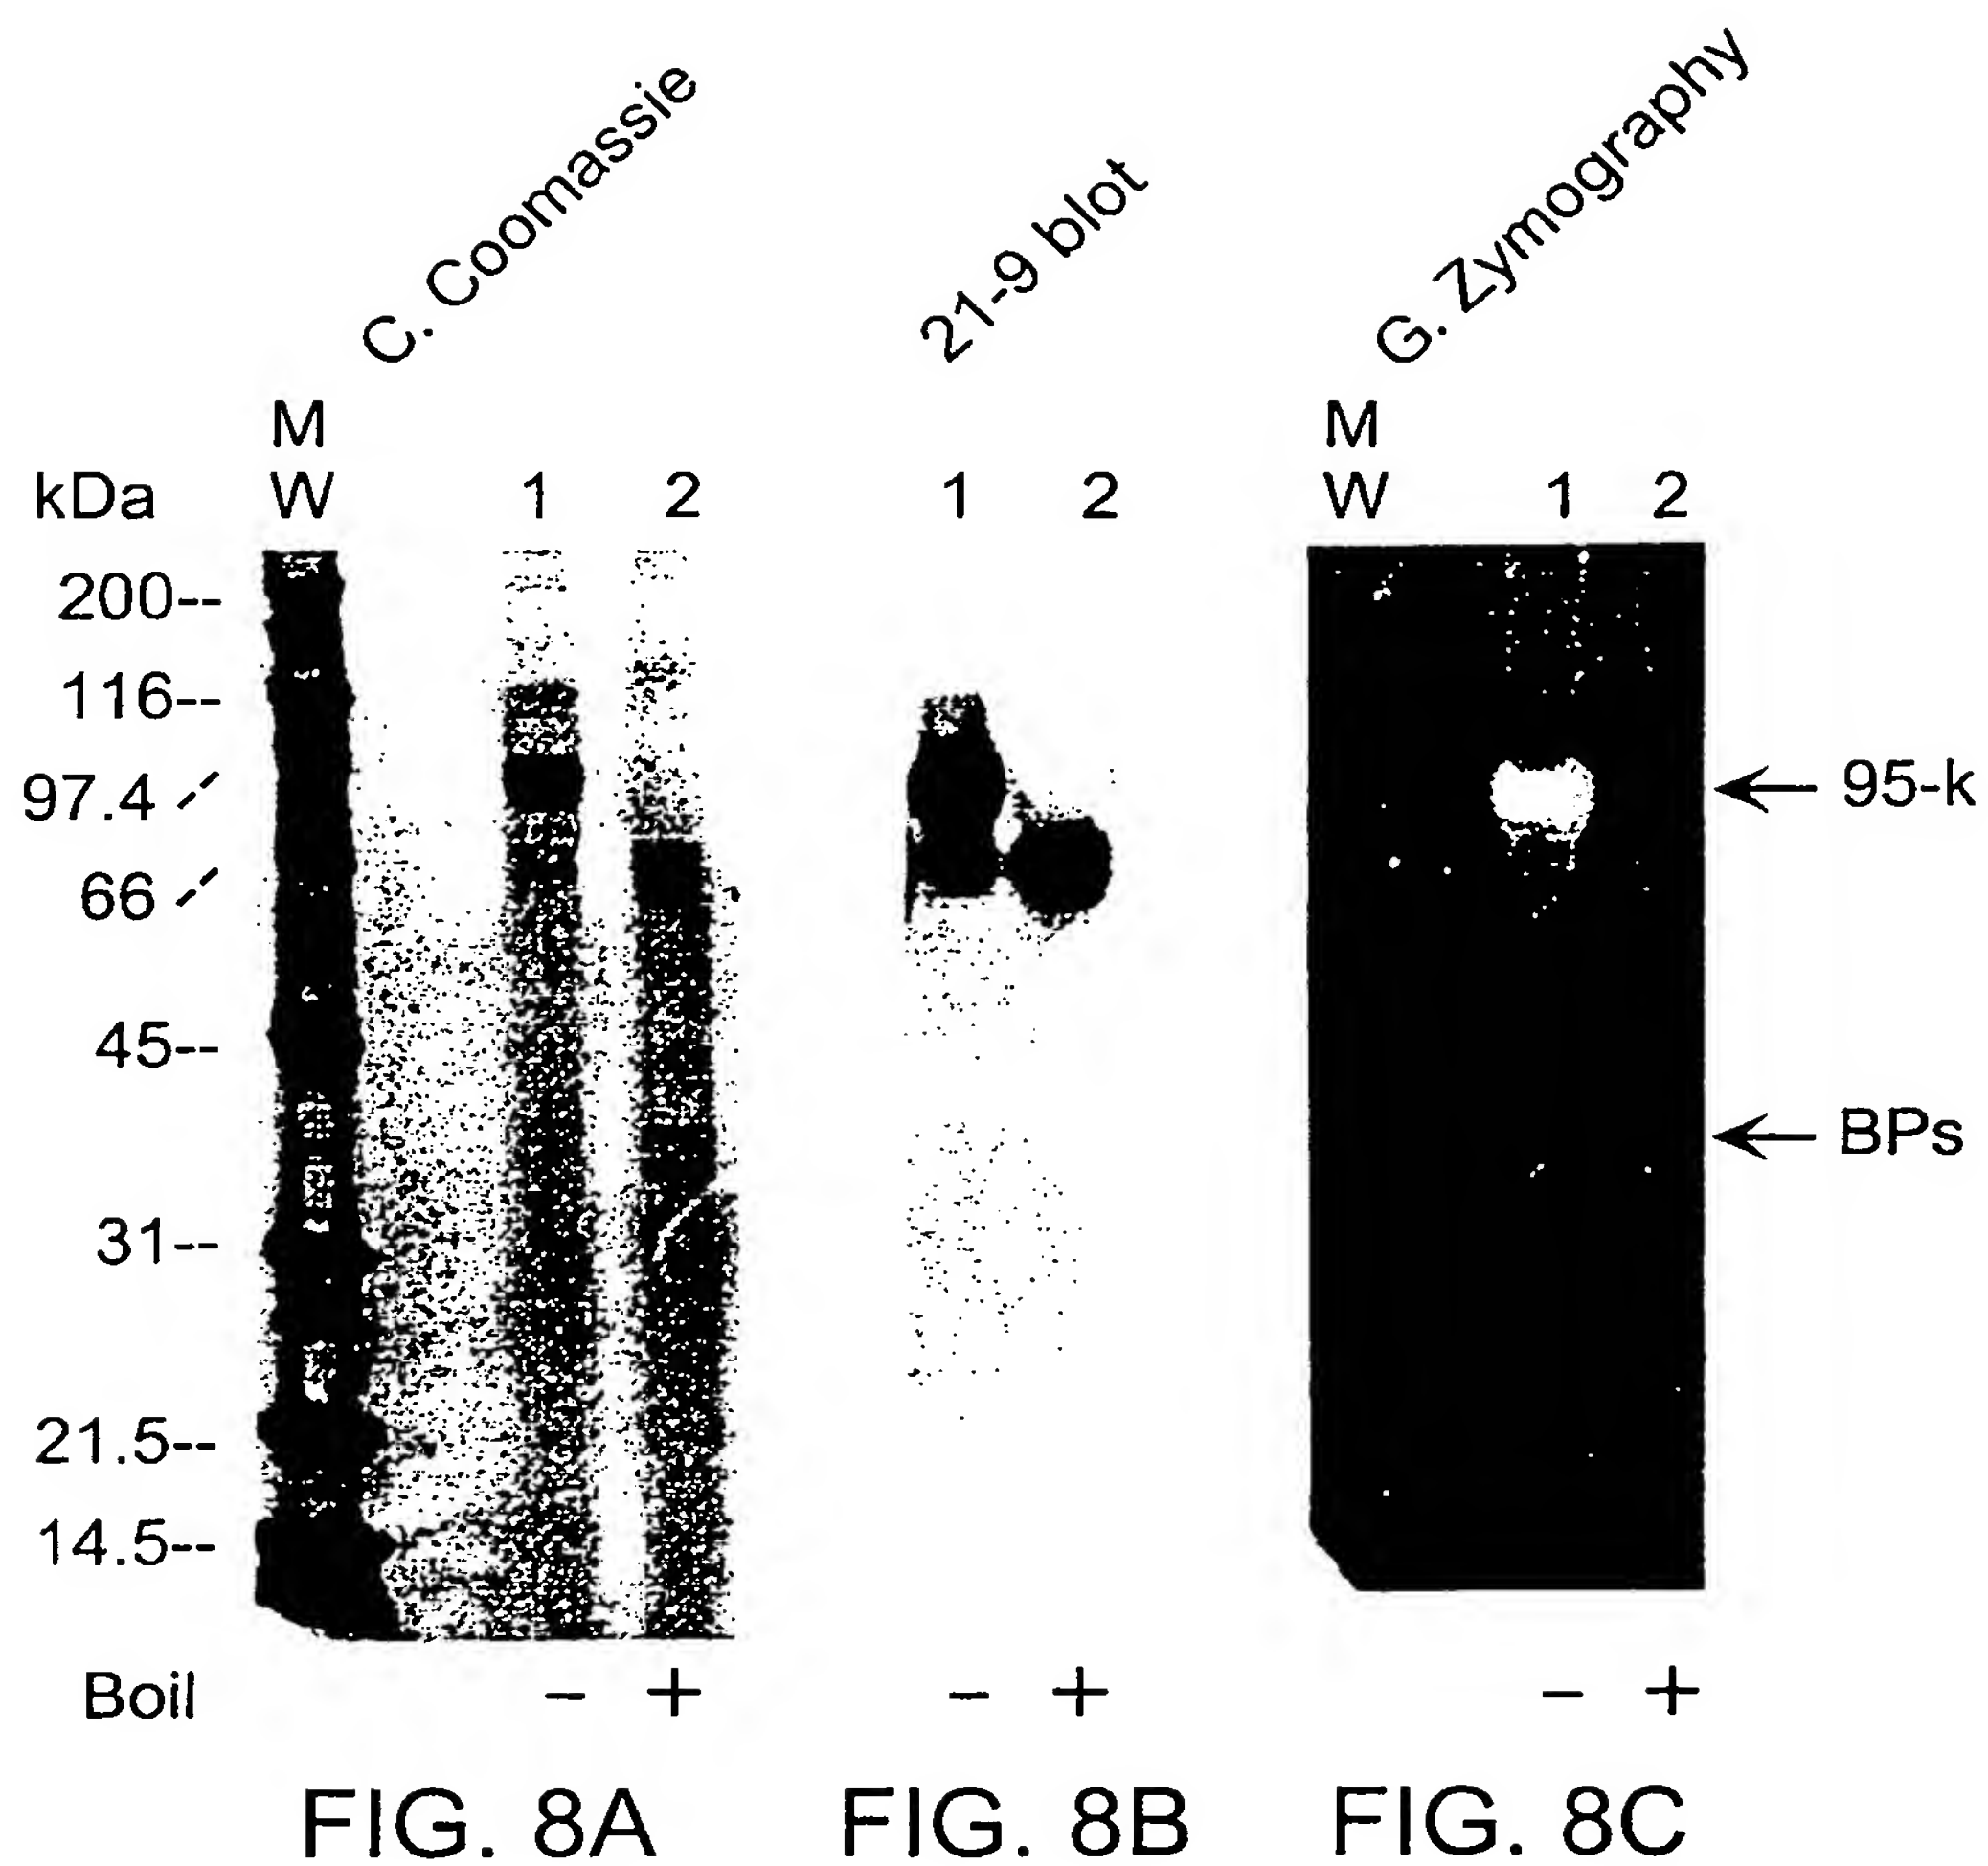 C. Coomassie
21-9 blot
G. Zymography
M
M
kDa W 1 2 1 2 W 1 2
200--
116--
97.4
66
45--
31--
21.5--
14.5--
95-k
BPs
Boil − + − + − +
FIG. 8A FIG. 8B FIG. 8C